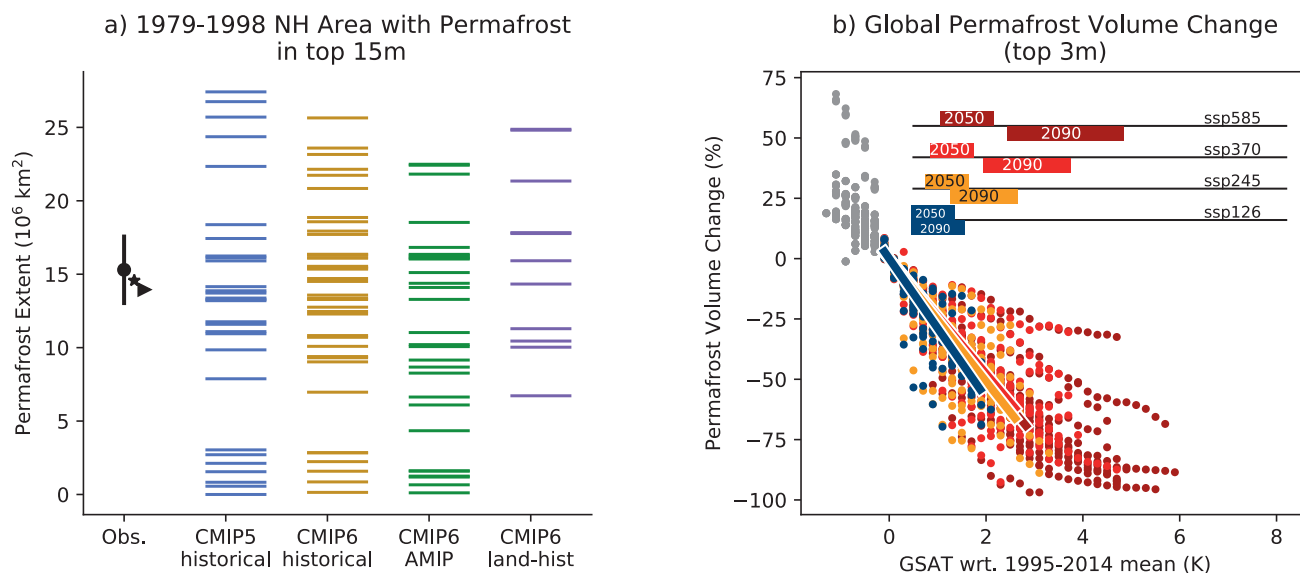 a) 1979-1998 NH Area with Permafrost
in top 15m
Permafrost Extent (10⁶ km²)
25
20
15
10
5
0
Obs.
CMIP5
historical
CMIP6
historical
CMIP6
AMIP
CMIP6
land-hist
b) Global Permafrost Volume Change
(top 3m)
Permafrost Volume Change (%)
75
50
25
0
−25
−50
−75
−100
2050
ssp585
2090
2050
ssp370
2090
2050
ssp245
2090
2050
ssp126
2090
0
2
4
6
8
GSAT wrt. 1995-2014 mean (K)